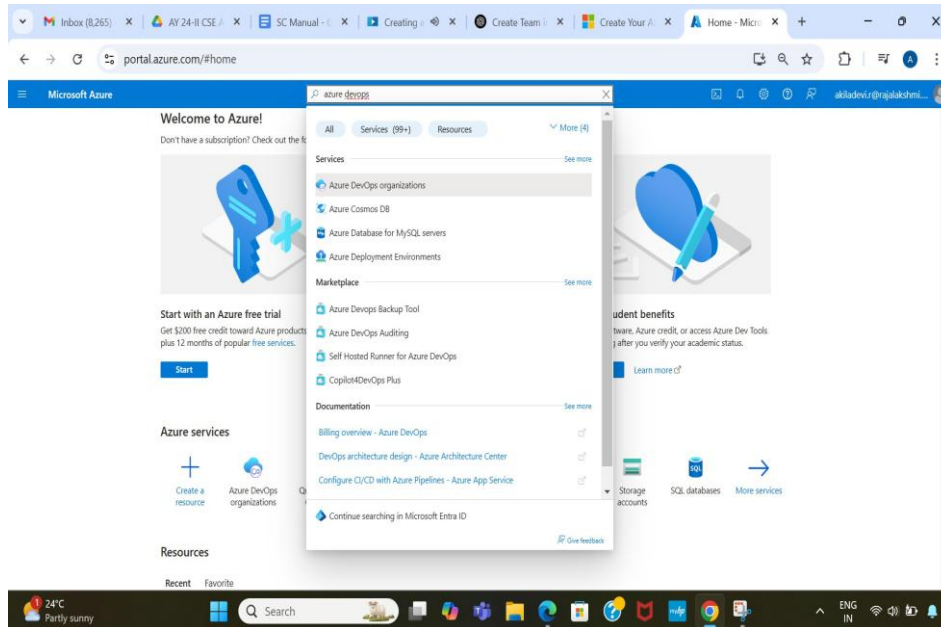 Inbox (8,265)
AY 24-II CSE
SC Manual -
Creating
Create Team
Create Your A
Home - Micro
portal.azure.com/#home
A
Microsoft Azure
azure devops
akiladevi.r@rajalakshmi....
Welcome to Azure!
Don't have a subscription? Check out the
All
Services (99+)
Resources
More (4)
Services
See more
Azure DevOps organizations
Azure Cosmos DB
Azure Database for MySQL servers
Azure Deployment Environments
Marketplace
See more
Azure Devops Backup Tool
Azure DevOps Auditing
Self Hosted Runner for Azure DevOps
Copilot4DevOps Plus
Documentation
See more
Billing overview - Azure DevOps
DevOps architecture design - Azure Architecture Center
Configure CI/CD with Azure Pipelines - Azure App Service
Continue searching in Microsoft Entra ID
Give feedback
Start with an Azure free trial
Get $200 free credit toward Azure products
plus 12 months of popular free services.
Start
udent benefits
tware, Azure credit, or access Azure Dev Tools
after you verify your academic status.
Learn more
Azure services
Create a
resource
Azure DevOps
organizations
Storage
accounts
SQL
SQL databases
More services
Resources
Recent
Favorite
1
24°C
Partly sunny
Search
ENG
IN